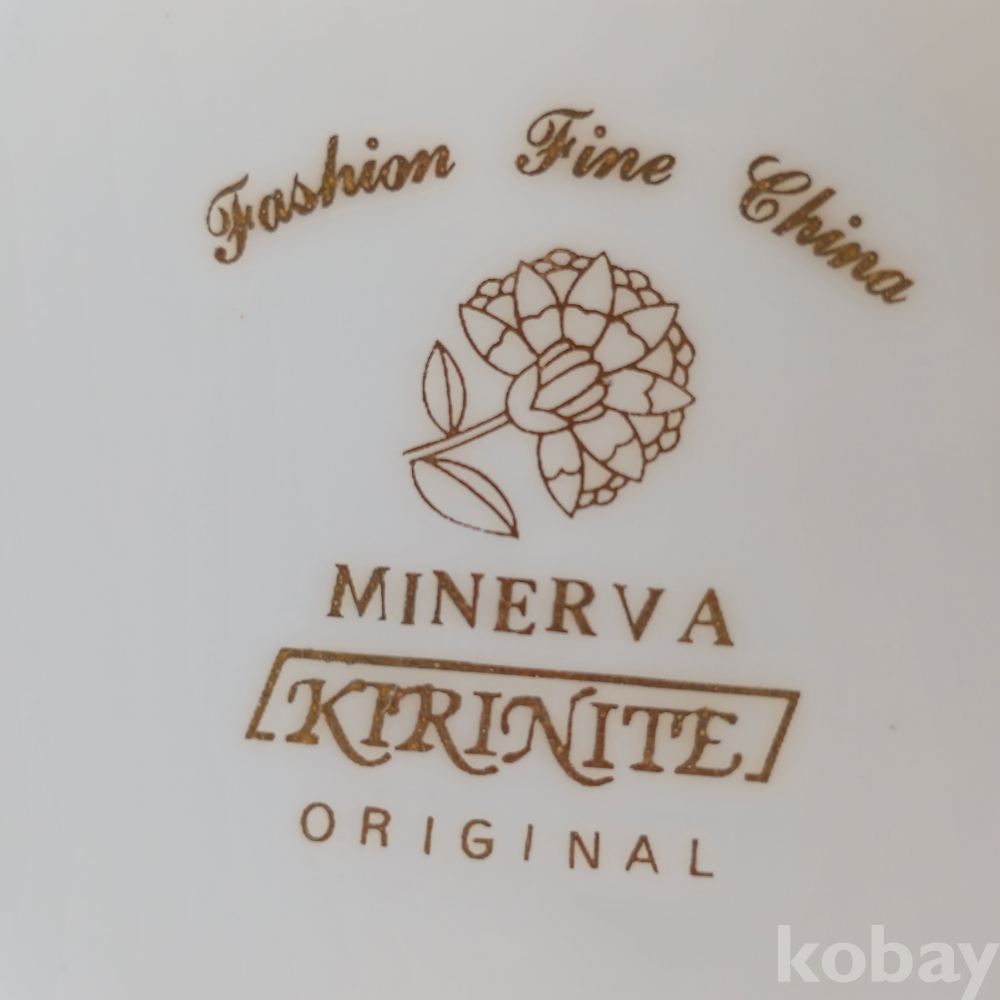 Fashion Fine China
MiNERVA
KIRINITE
ORIGINAL
kobay